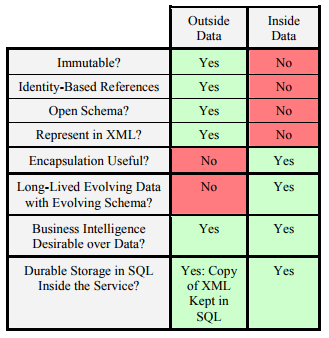 Outside Data
Inside Data
Immutable? Yes No
Identity-Based References Yes No
Open Schema? Yes No
Represent in XML? Yes No
Encapsulation Useful? No Yes
Long-Lived Evolving Data with Evolving Schema? No Yes
Business Intelligence Desirable over Data? Yes Yes
Durable Storage in SQL Inside the Service? Yes: Copy of XML Kept in SQL Yes